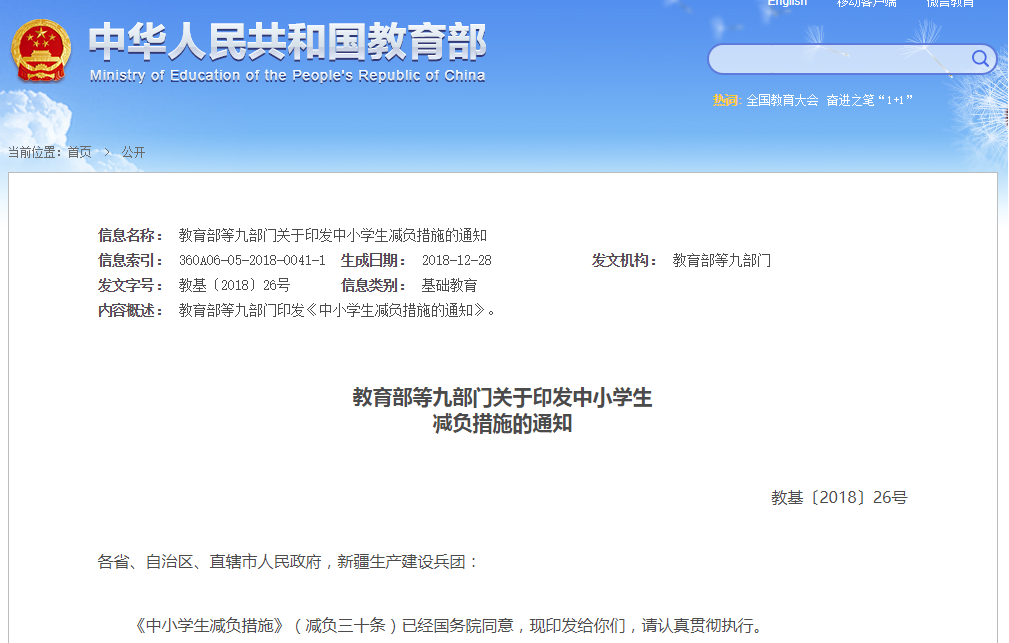 English 移动客户端 微言教育
中华人民共和国教育部
Ministry of Education of the People's Republic of China
热词: 全国教育大会 奋进之笔“1+1”
当前位置：首页 > 公开
信息名称： 教育部等九部门关于印发中小学生减负措施的通知
信息索引： 360A06-05-2018-0041-1 生成日期： 2018-12-28 发文机构： 教育部等九部门
发文字号： 教基〔2018〕26号 信息类别： 基础教育
内容概述： 教育部等九部门印发《中小学生减负措施的通知》。
教育部等九部门关于印发中小学生
减负措施的通知
教基〔2018〕26号
各省、自治区、直辖市人民政府，新疆生产建设兵团：
《中小学生减负措施》（减负三十条）已经国务院同意，现印发给你们，请认真贯彻执行。